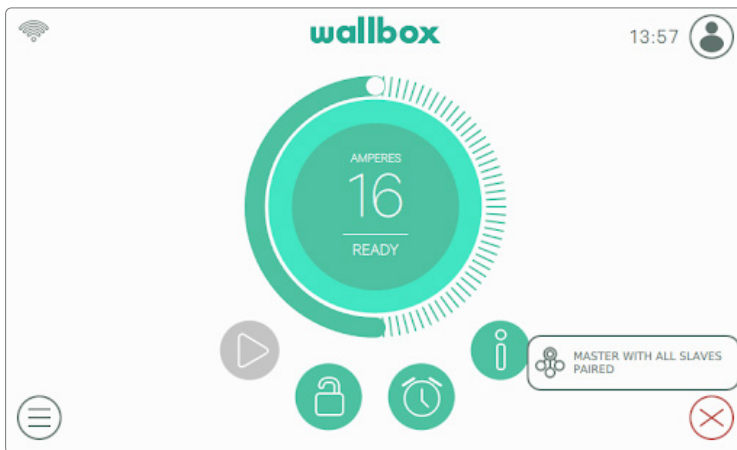 wallbox
13:57
AMPERES
16
READY
MASTER WITH ALL SLAVES
PAIRED